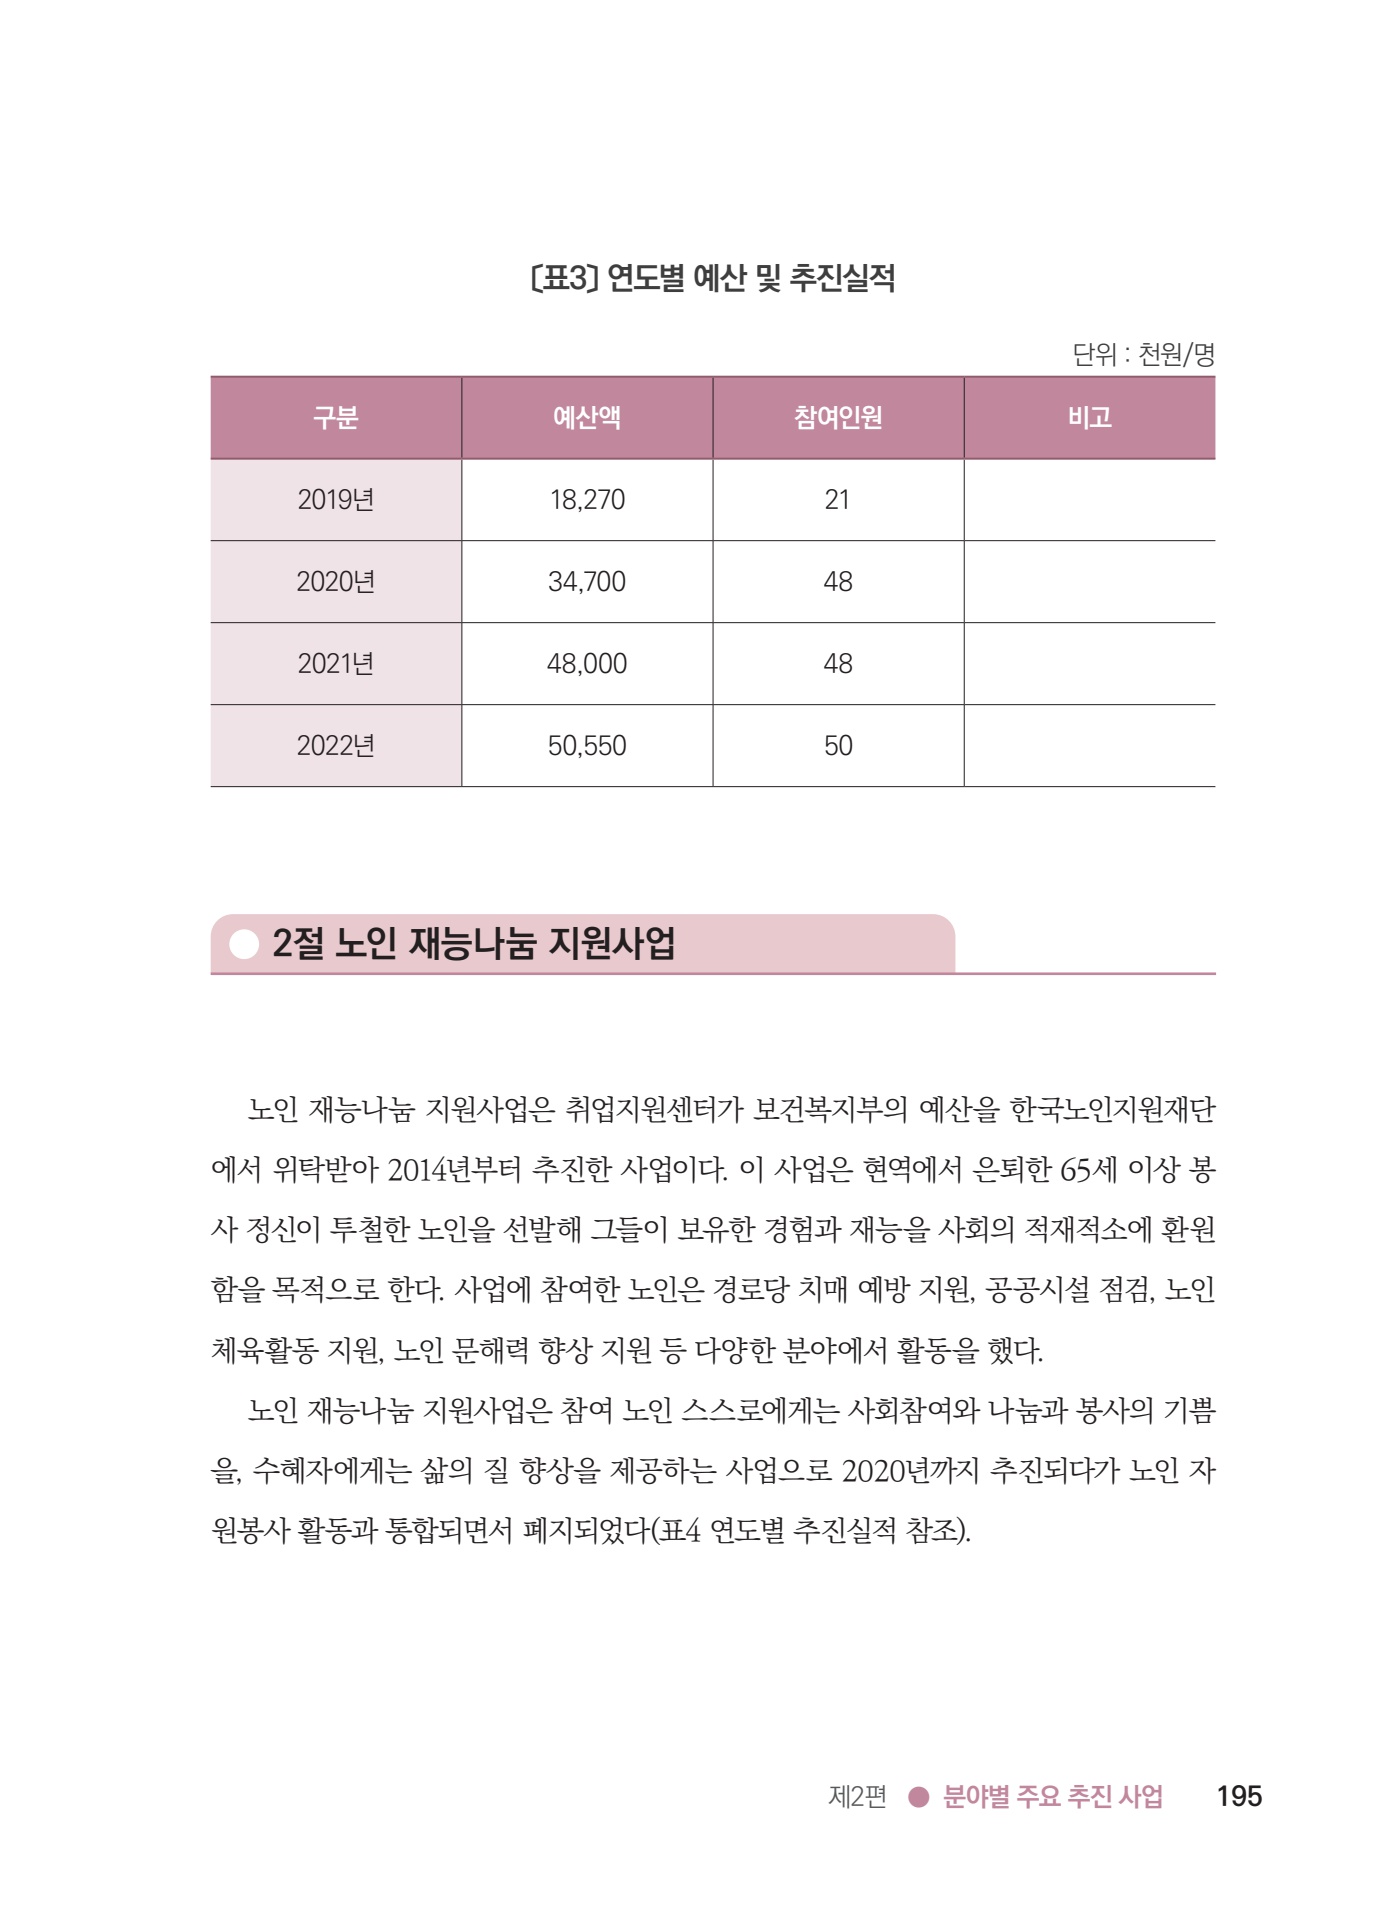 〔표3〕 연도별 예산 및 추진실적
단위 : 천원/명
구분 예산액 참여인원 비고
2019년 18,270 21
2020년 34,700 48
2021년 48,000 48
2022년 50,550 50
2절 노인 재능나눔 지원사업
노인 재능나눔 지원사업은 취업지원센터가 보건복지부의 예산을 한국노인지원재단
에서 위탁받아 2014년부터 추진한 사업이다. 이 사업은 현역에서 은퇴한 65세 이상 봉
사 정신이 투철한 노인을 선발해 그들이 보유한 경험과 재능을 사회의 적재적소에 환원
함을 목적으로 한다. 사업에 참여한 노인은 경로당 치매 예방 지원, 공공시설 점검, 노인
체육활동 지원, 노인 문해력 향상 지원 등 다양한 분야에서 활동을 했다.
노인 재능나눔 지원사업은 참여 노인 스스로에게는 사회참여와 나눔과 봉사의 기쁨
을, 수혜자에게는 삶의 질 향상을 제공하는 사업으로 2020년까지 추진되다가 노인 자
원봉사 활동과 통합되면서 폐지되었다(표4 연도별 추진실적 참조).
제2편 ● 분야별 주요 추진 사업 195